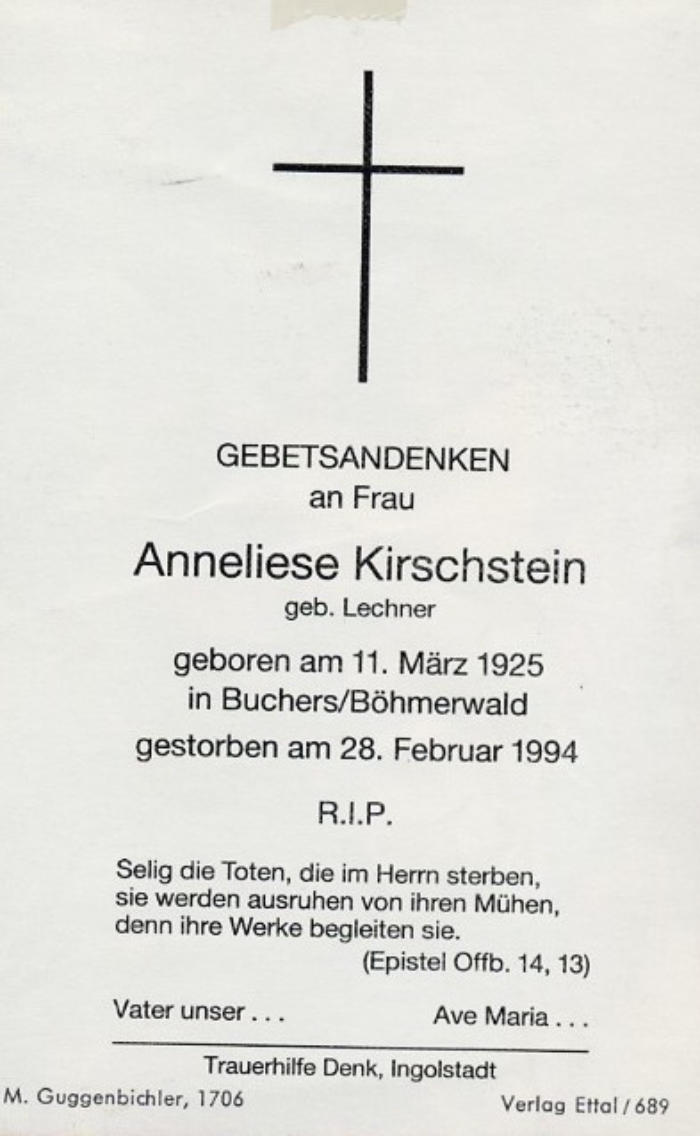 GEBETSANDENKEN
an Frau
Anneliese Kirschstein
geb. Lechner
geboren am 11. März 1925
in Buchers/Böhmerwald
gestorben am 28. Februar 1994
R.I.P.
Selig die Toten, die im Herrn sterben,
sie werden ausruhen von ihren Mühen,
denn ihre Werke begleiten sie.
(Epistel Offb. 14, 13)
Vater unser . . . Ave Maria . . .
Trauerhilfe Denk, Ingolstadt
M. Guggenbichler, 1706 Verlag Ettal / 689